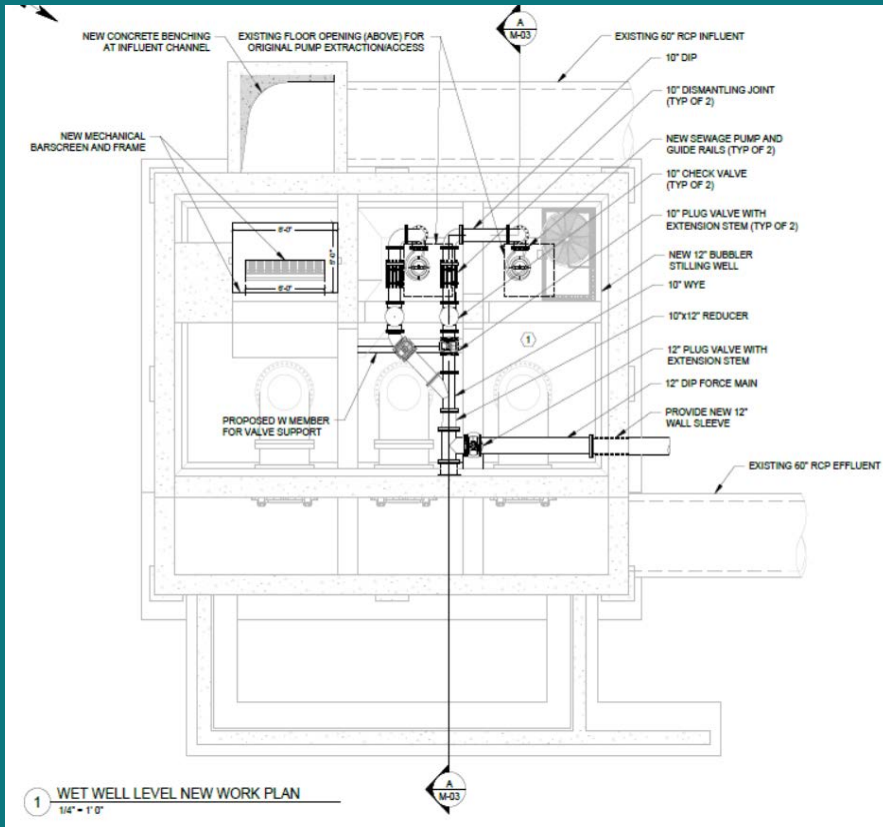 NEW CONCRETE BENCHING
AT INFLUENT CHANNEL
EXISTING FLOOR OPENING (ABOVE) FOR
ORIGINAL PUMP EXTRACTION/ACCESS
A
M-03
EXISTING 60" RCP INFLUENT
10" DIP
10" DISMANTLING JOINT
(TYP OF 2)
NEW MECHANICAL
BARSCREEN AND FRAME
NEW SEWAGE PUMP AND
GUIDE RAILS (TYP OF 2)
10" CHECK VALVE
(TYP OF 2)
10" PLUG VALVE WITH
EXTENSION STEM (TYP OF 2)
NEW 12" BUBBLER
STILLING WELL
10" WYE
10"x12" REDUCER
1
12" PLUG VALVE WITH
EXTENSION STEM
12" DIP FORCE MAIN
PROVIDE NEW 12"
WALL SLEEVE
PROPOSED W MEMBER
FOR VALVE SUPPORT
EXISTING 60" RCP EFFLUENT
A
M-03
1 WET WELL LEVEL NEW WORK PLAN
1/4" = 1' 0"